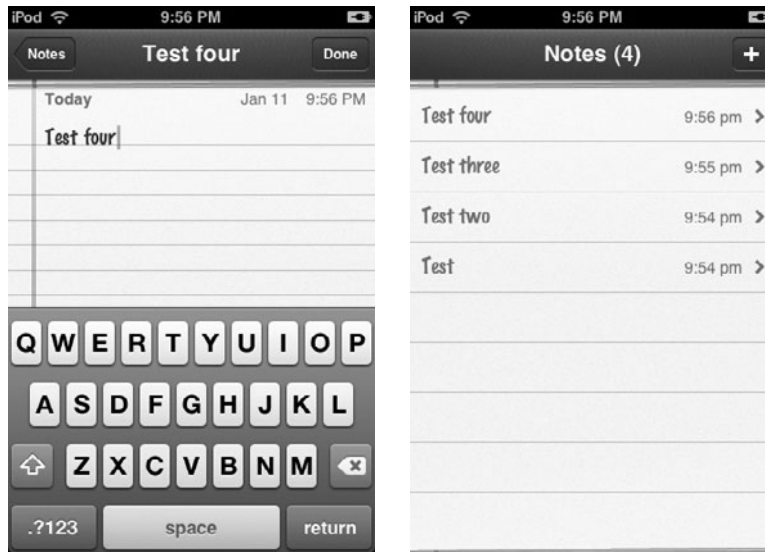 iPod 9:56 PM
Notes Test four Done
Today Jan 11 9:56 PM
Test four
Q W E R T Y U I O P
A S D F G H J K L
Z X C V B N M
.?123 space return
iPod 9:56 PM
Notes (4) +
Test four 9:56 pm
Test three 9:55 pm
Test two 9:54 pm
Test 9:54 pm